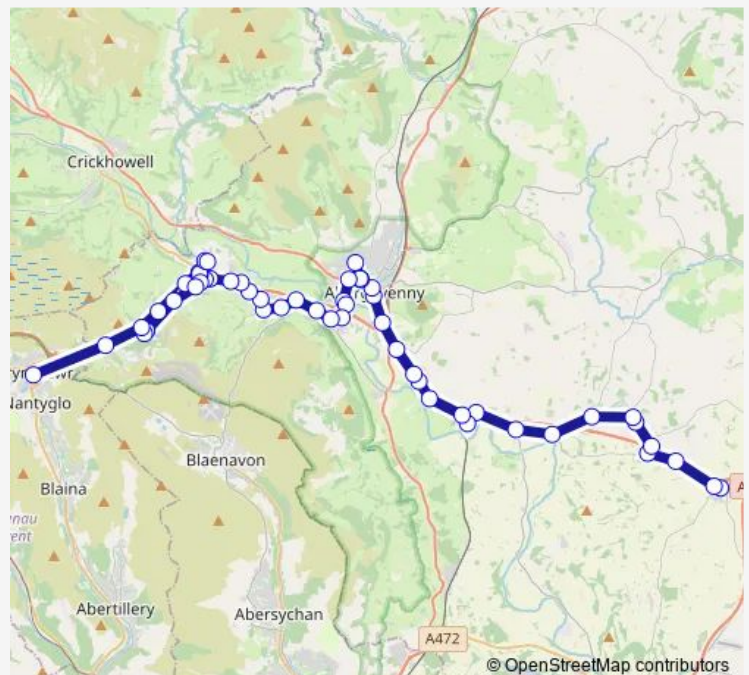 Crickhowell
Nantyglo
Blaenavon
Blaina
Abertillery
Abersychan
A472
© OpenStreetMap contributors